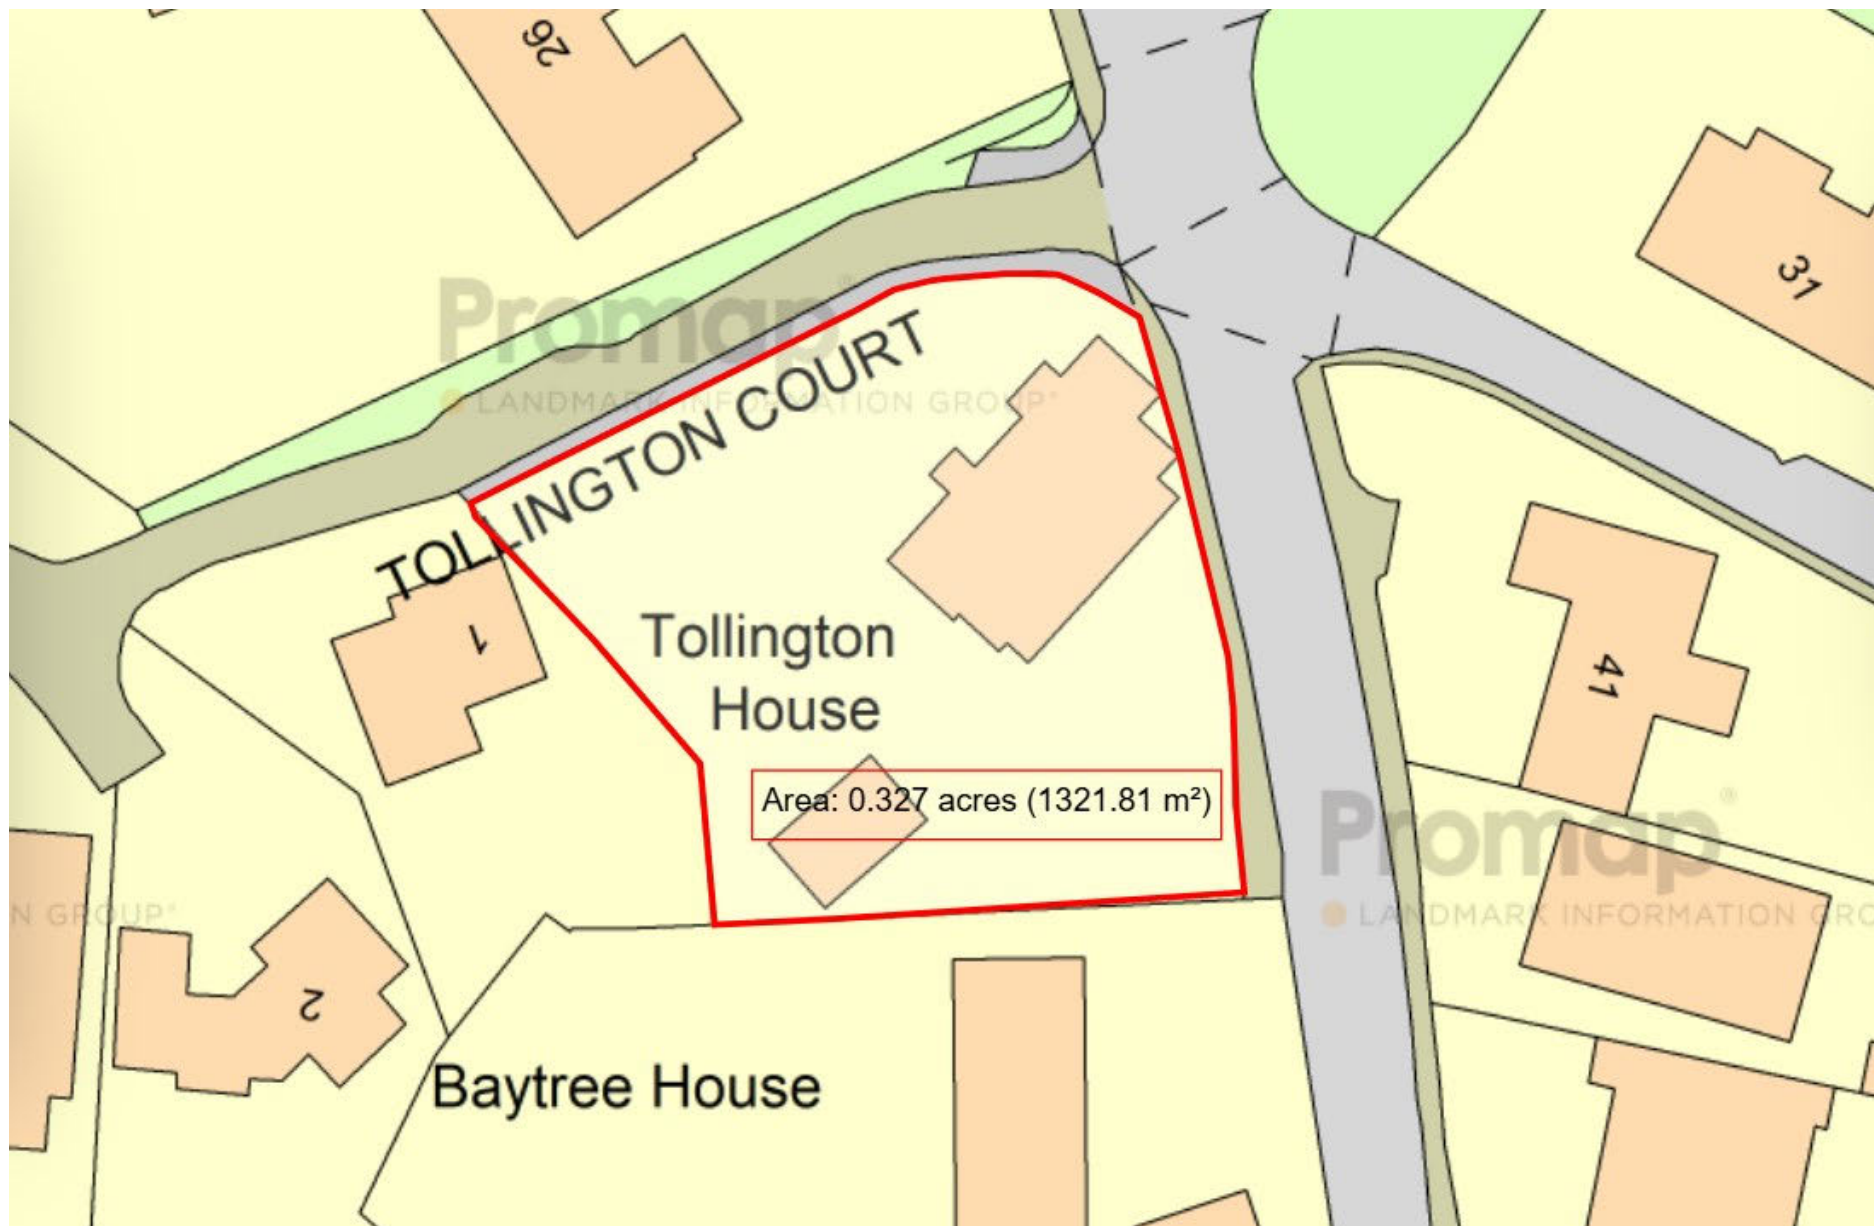 26
31
Promap®
LANDMARK INFORMATION GROUP®
TOLLINGTON COURT
1
Tollington
House
41
Area: 0.327 acres (1321.81 m²)
Promap®
LANDMARK INFORMATION GRO
N GROUP®
2
Baytree House